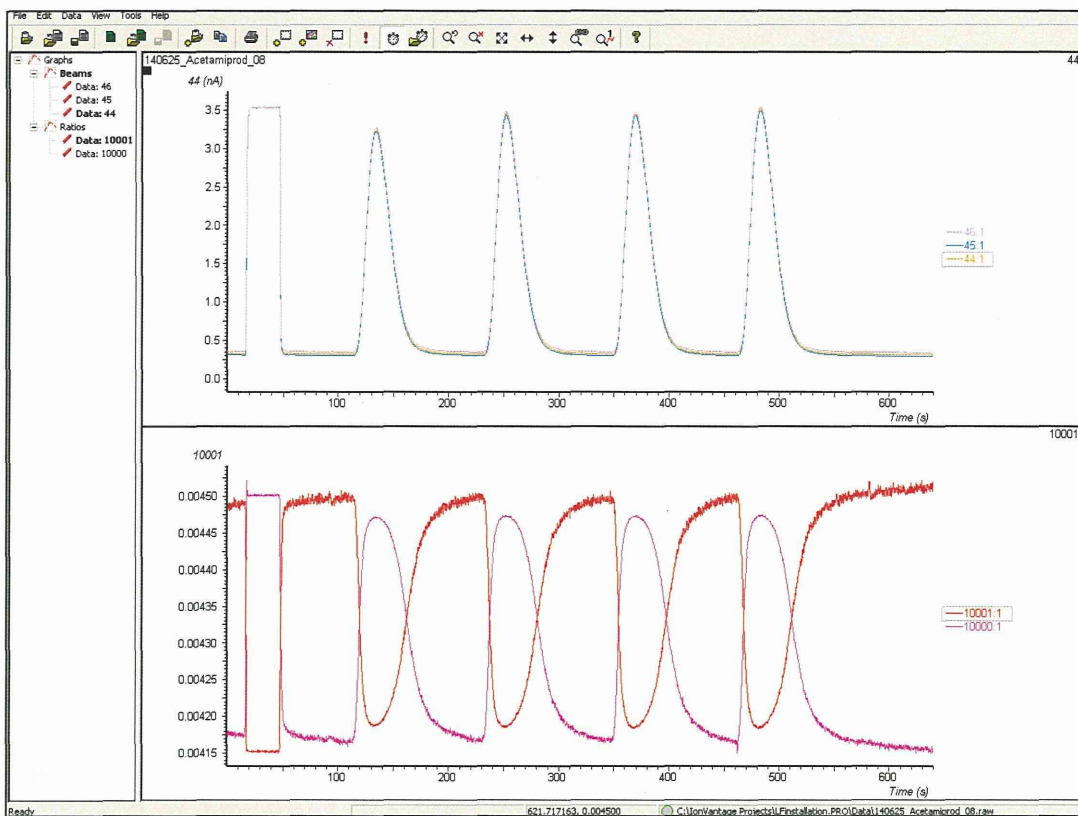 File Edit Data View Tools Help
Graphs
Beams
Data: 46
Data: 45
Data: 44
Ratios
Data: 10001
Data: 10000
140625_Acetamiprod_08
44
44 (nA)
3.5
3.0
2.5
2.0
1.5
1.0
0.5
0.0
46:1
45:1
44:1
100 200 300 400 500 600
Time (s)
10001
10001
0.00450
0.00445
0.00440
0.00435
0.00430
0.00425
0.00420
0.00415
10001:1
10000:1
100 200 300 400 500 600
Time (s)
Ready
621.717163, 0.004500
C:\IonVantage Projects\LFinstallation.PRO\Data\140625_Acetamiprod_08.raw